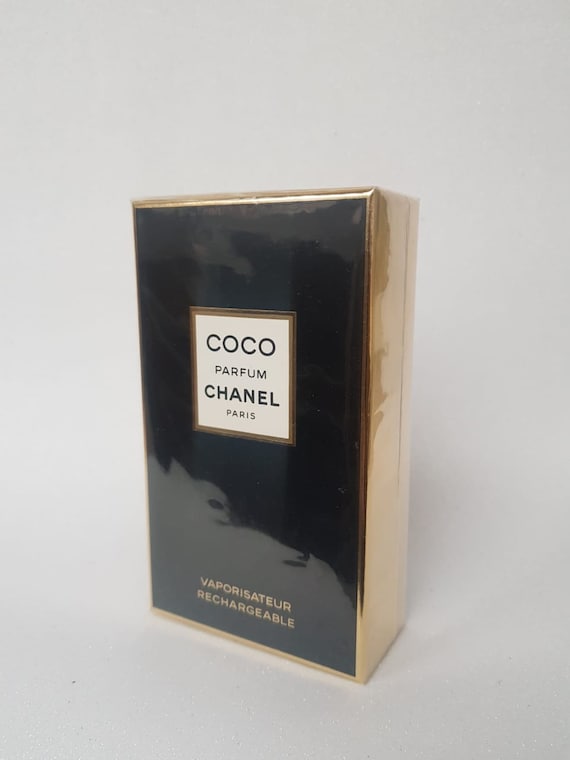 COCO
PARFUM
CHANEL
PARIS
VAPORISATEUR
RECHARGEABLE